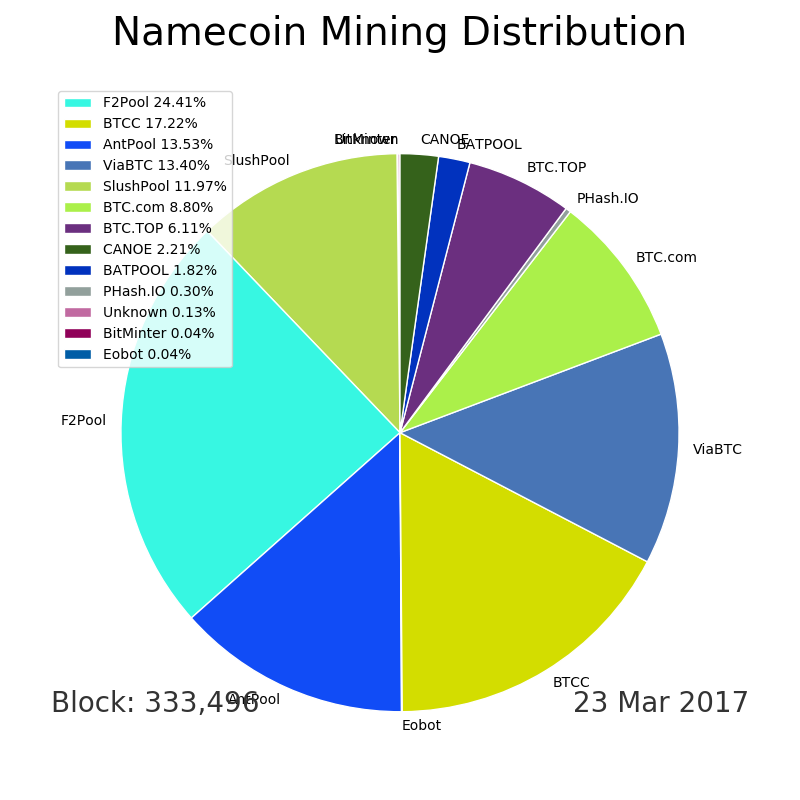 Namecoin Mining Distribution
F2Pool 24.41%
BTCC 17.22%
AntPool 13.53%
ViaBTC 13.40%
SlushPool 11.97%
BTC.com 8.80%
BTC.TOP 6.11%
CANOE 2.21%
BATPOOL 1.82%
PHash.IO 0.30%
Unknown 0.13%
BitMinter 0.04%
Eobot 0.04%
BitMinter
Unknown
CANOE
BATPOOL
SlushPool
BTC.TOP
PHash.IO
BTC.com
F2Pool
ViaBTC
BTCC
AntPool
Eobot
Block: 333,496
23 Mar 2017